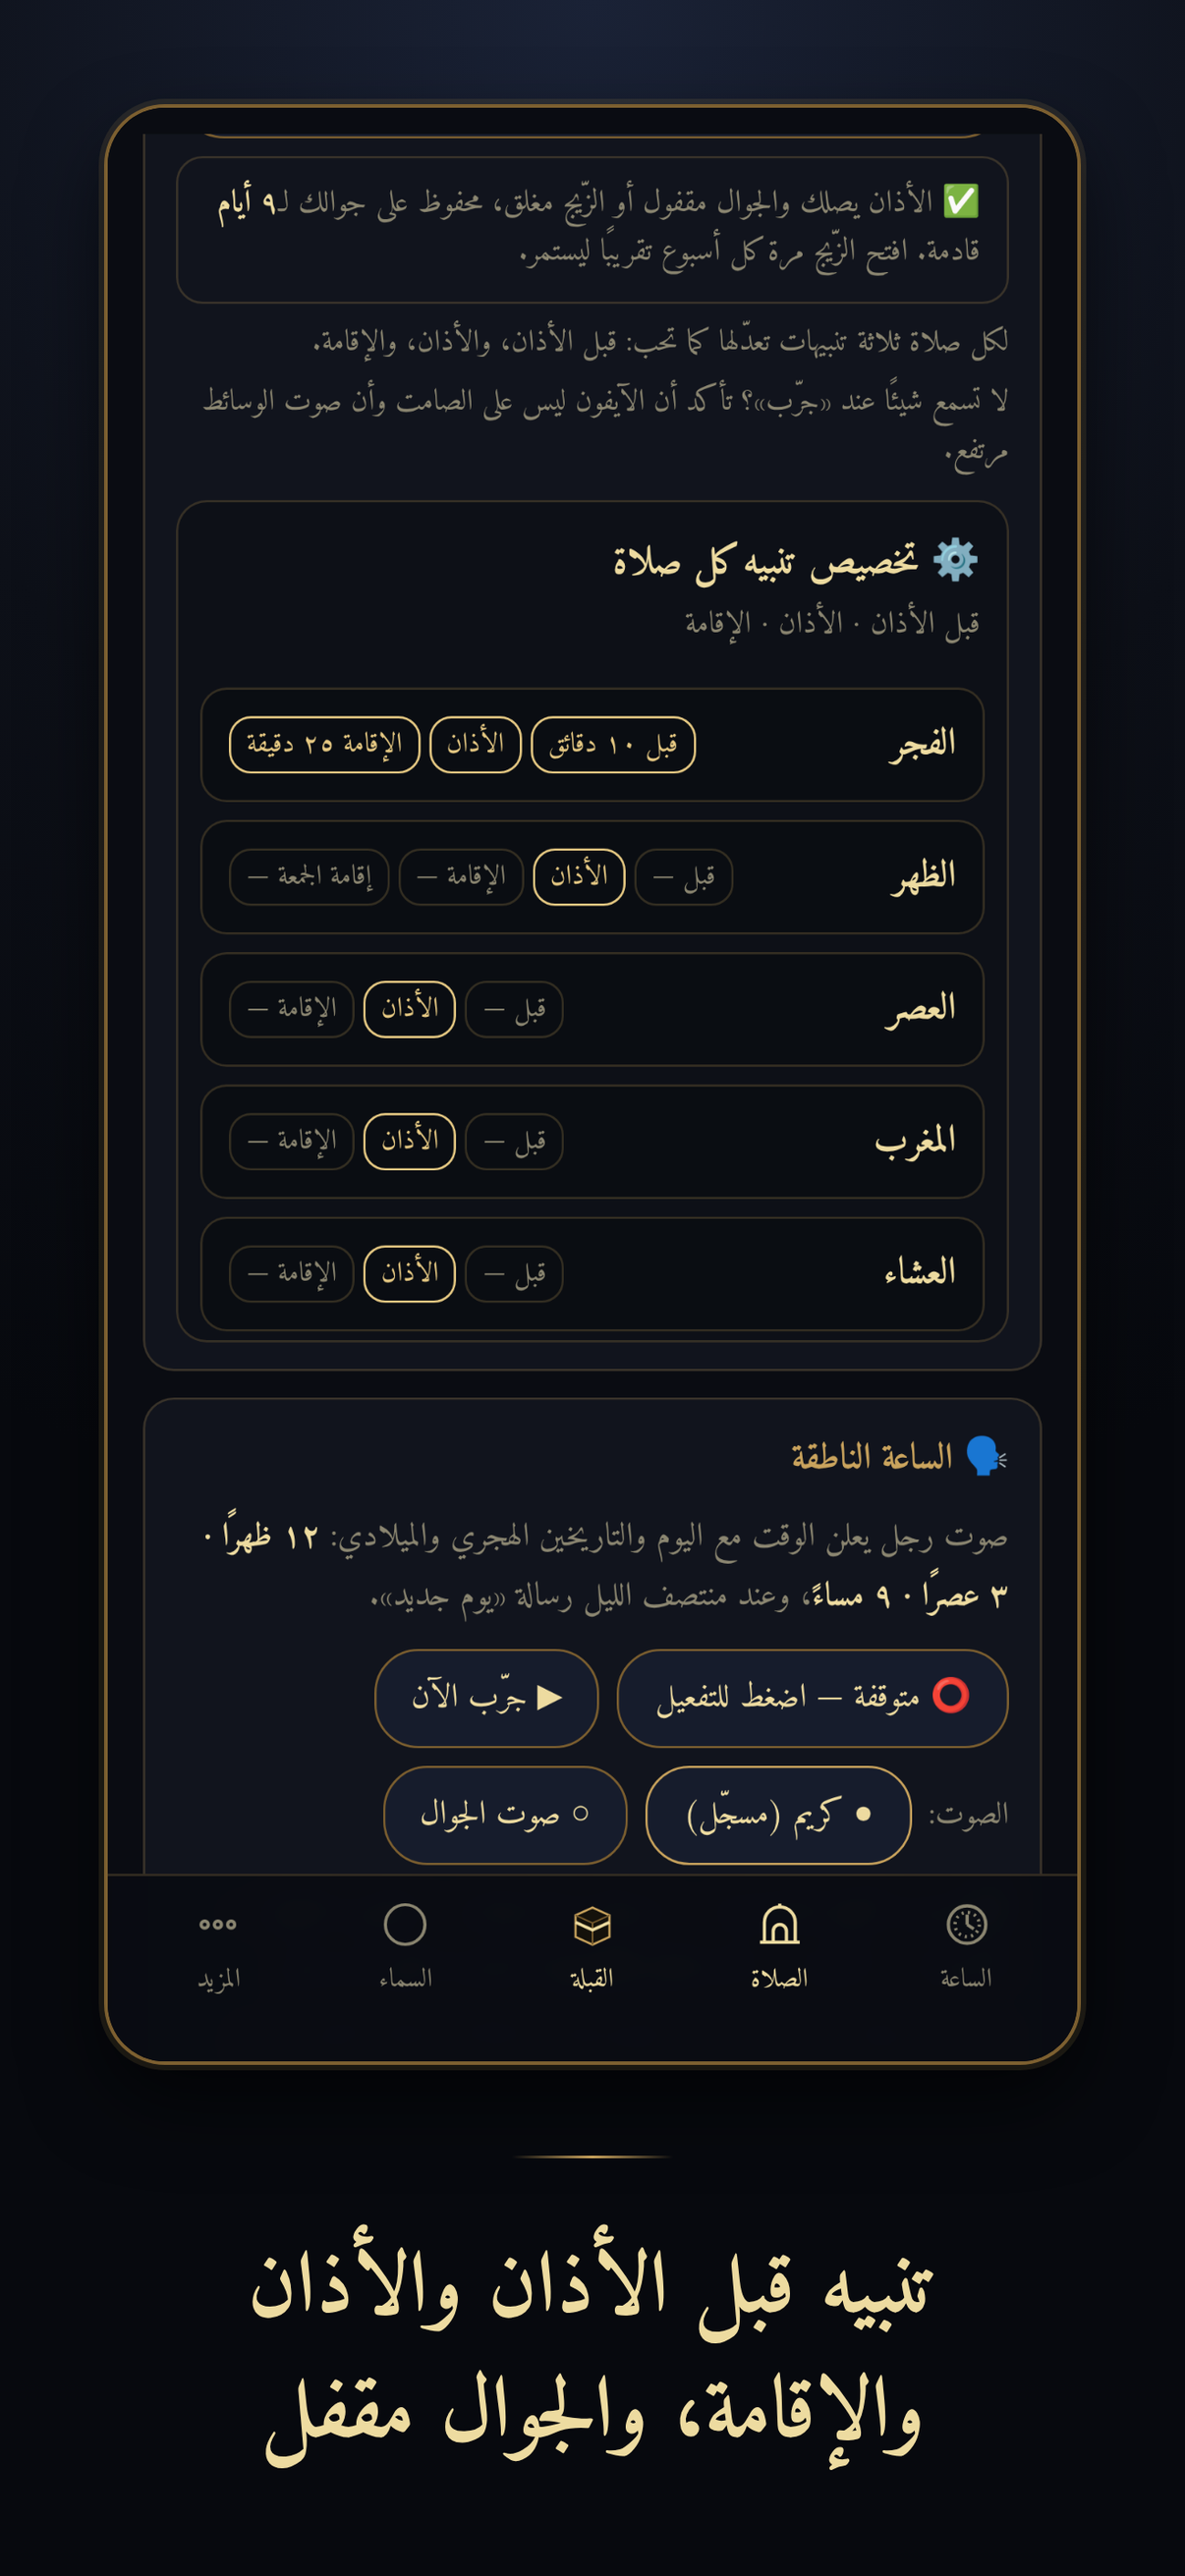 ✅ الأذان يصلك والجوال مقفول أو الزّيج مغلق، محفوظ على جوالك لـ٩ أيام
قادمة. افتح الزّيج مرة كل أسبوع تقريبًا ليستمر.
لكل صلاة ثلاثة تنبيهات تعدّلها كما تحب: قبل الأذان، والأذان، والإقامة.
لا تسمع شيئًا عند «جرّب»؟ تأكد أن الآيفون ليس على الصامت وأن صوت الوسائط
مرتفع.
⚙️ تخصيص تنبيه كل صلاة
قبل الأذان · الأذان · الإقامة
الفجر قبل ١٠ دقائق الأذان الإقامة ٢٥ دقيقة
الظهر قبل — الأذان الإقامة — إقامة الجمعة —
العصر قبل — الأذان الإقامة —
المغرب قبل — الأذان الإقامة —
العشاء قبل — الأذان الإقامة —
🗣️ الساعة الناطقة
صوت رجل يعلن الوقت مع اليوم والتاريخين الهجري والميلادي: ١٢ ظهرًا ·
٣ عصرًا · ٩ مساءً، وعند منتصف الليل رسالة «يوم جديد».
⭕ متوقفة — اضغط للتفعيل ▶ جرّب الآن
الصوت: ● كريم (مسجّل) ○ صوت الجوال
الساعة الصلاة القبلة السماء المزيد
تنبيه قبل الأذان والأذان
والإقامة، والجوال مقفل